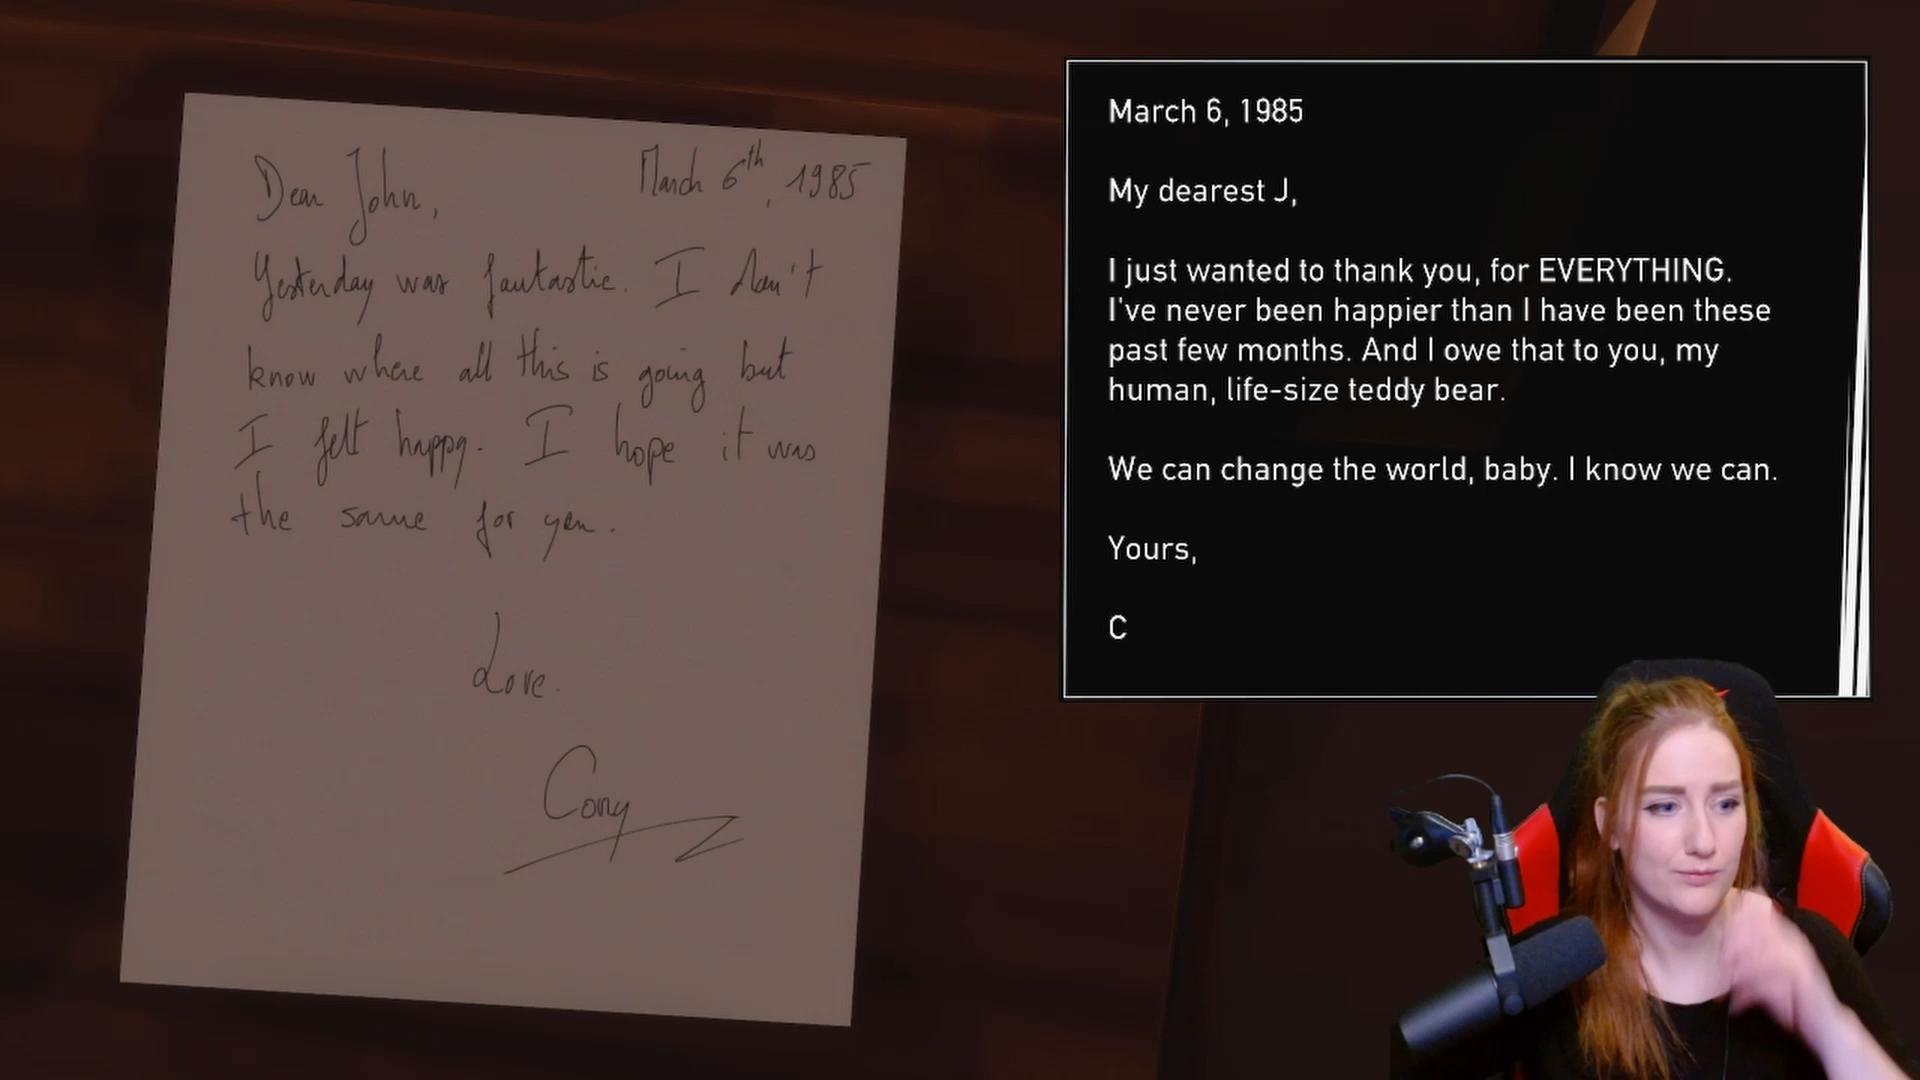 Dear John,
March 6th, 1985
Yesterday was fantastic. I don't
know where all this is going but
I felt happy. I hope it was
the same for you.
Love.
Cory
March 6, 1985
My dearest J,
I just wanted to thank you, for EVERYTHING.
I've never been happier than I have been these
past few months. And I owe that to you, my
human, life-size teddy bear.
We can change the world, baby. I know we can.
Yours,
C